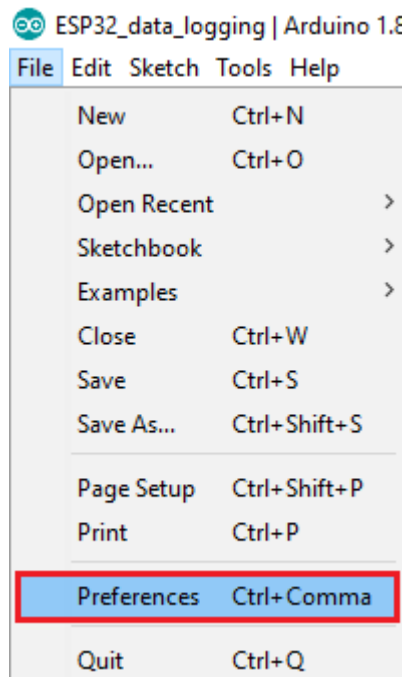 ESP32_data_logging | Arduino 1.8
File Edit Sketch Tools Help
New Ctrl+N
Open... Ctrl+O
Open Recent >
Sketchbook >
Examples >
Close Ctrl+W
Save Ctrl+S
Save As... Ctrl+Shift+S
Page Setup Ctrl+Shift+P
Print Ctrl+P
Preferences Ctrl+Comma
Quit Ctrl+Q